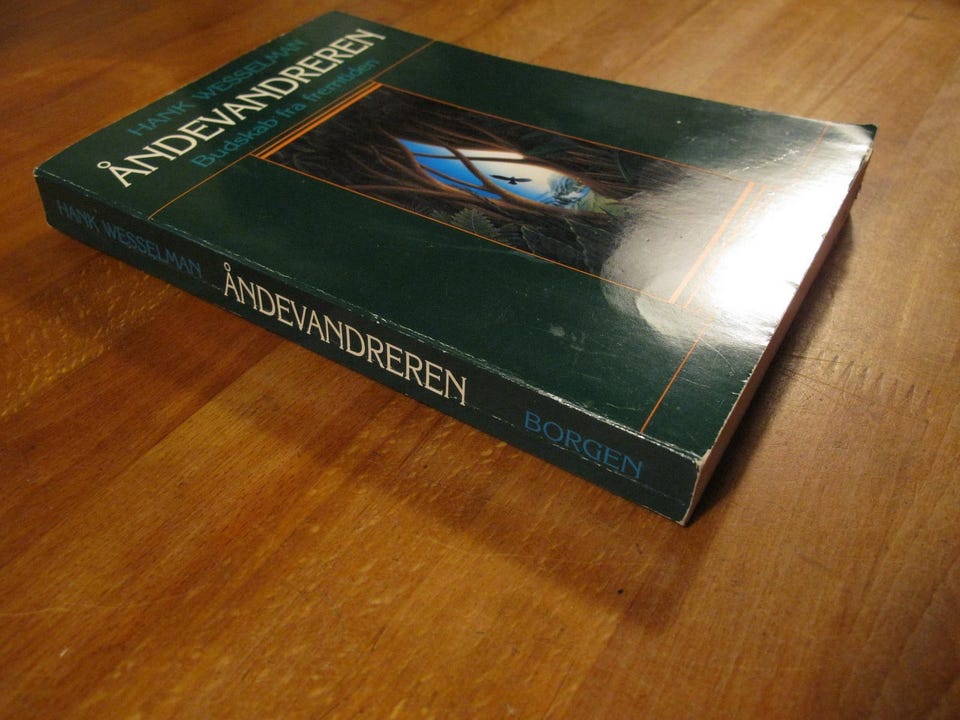 HANK WESSELMAN
ÅNDEVANDREREN
Budskab fra fremtiden
HANK WESSELMAN
ÅNDEVANDREREN
BORGEN